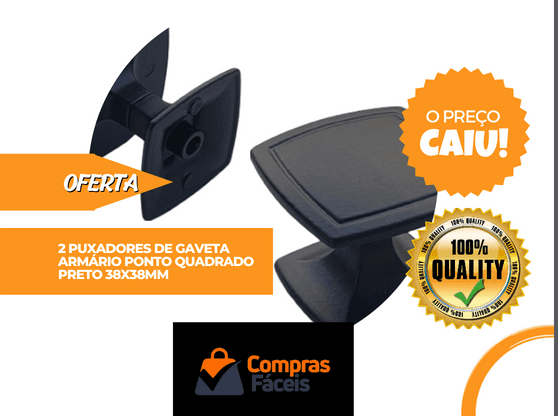 O PREÇO
CAIU!
OFERTA
2 PUXADORES DE GAVETA
ARMÁRIO PONTO QUADRADO
PRETO 38X38MM
100% QUALITY
100%
QUALITY
Compras
Fáceis